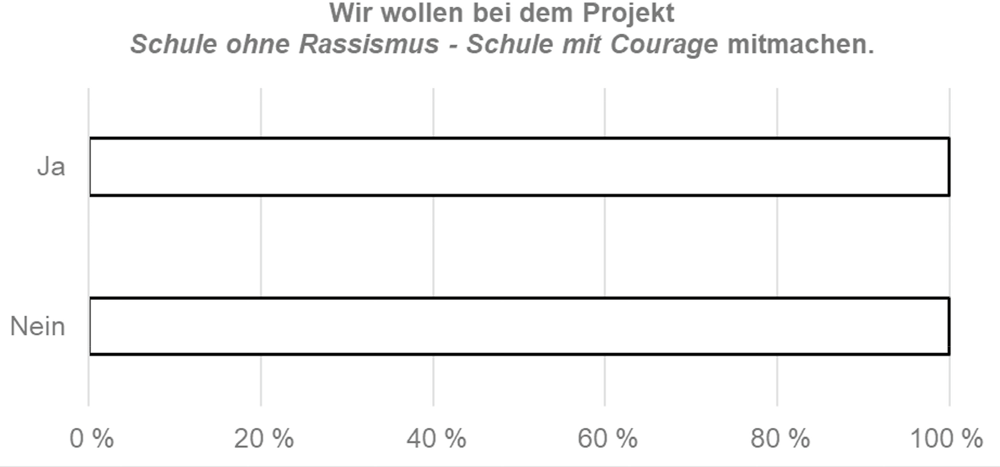 Wir wollen bei dem Projekt
Schule ohne Rassismus - Schule mit Courage mitmachen.
Ja
Nein
0 % 20 % 40 % 60 % 80 % 100 %